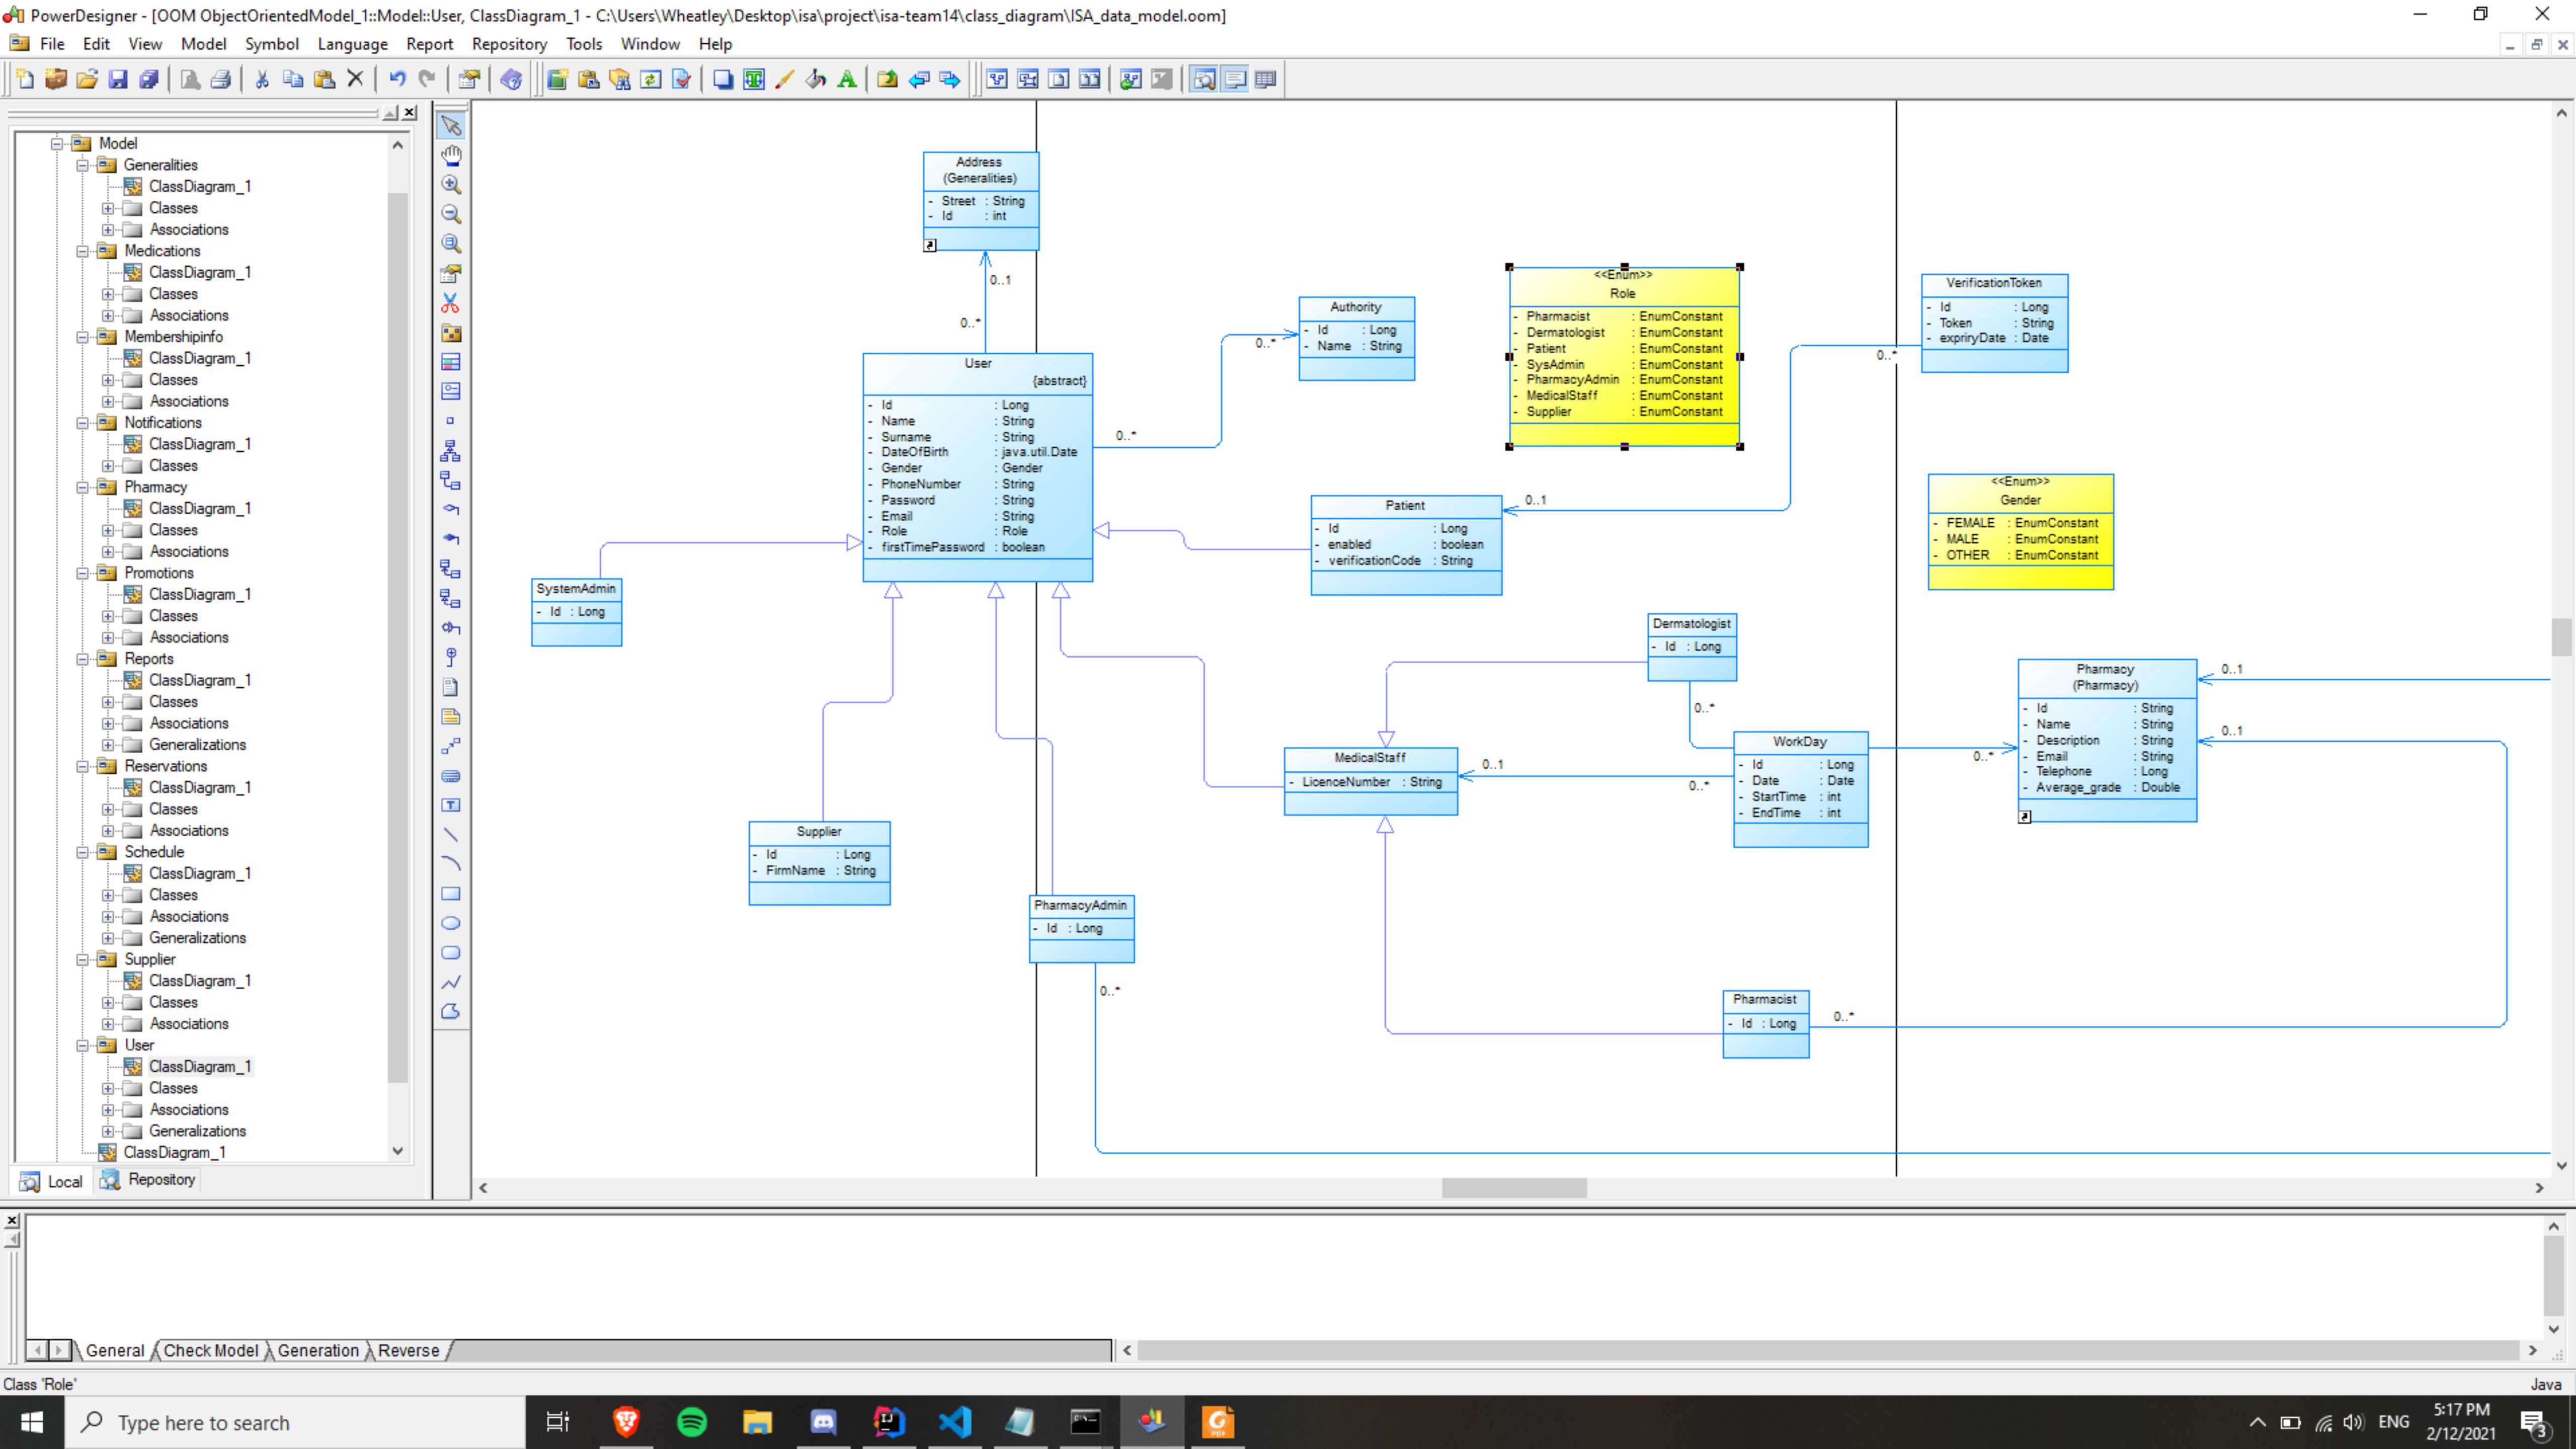 PowerDesigner - [OOM ObjectOrientedModel_1::Model::User, ClassDiagram_1 - C:\Users\Wheatley\Desktop\isa\project\isa-team14\class_diagram\ISA_data_model.oom]
File Edit View Model Symbol Language Report Repository Tools Window Help
Model
Generalities
ClassDiagram_1
Classes
Associations
Medications
ClassDiagram_1
Classes
Associations
Membershipinfo
ClassDiagram_1
Classes
Associations
Notifications
ClassDiagram_1
Classes
Phamacy
ClassDiagram_1
Classes
Associations
Promotions
ClassDiagram_1
Classes
Associations
Reports
ClassDiagram_1
Classes
Associations
Generalizations
Reservations
ClassDiagram_1
Classes
Associations
Schedule
ClassDiagram_1
Classes
Associations
Generalizations
Supplier
ClassDiagram_1
Classes
Associations
User
ClassDiagram_1
Classes
Associations
Generalizations
ClassDiagram_1
Local Repository
Address
(Generalities)
- Street : String
- Id : int
0..1
0..*
User
{abstract}
- Id : Long
- Name : String
- Surname : String
- DateOfBirth : java.util.Date
- Gender : Gender
- PhoneNumber : String
- Password : String
- Email : String
- Role : Role
- firstTimePassword : boolean
0..*
0..*
Authority
- Id : Long
- Name : String
<<Enum>>
Role
- Pharmacist : EnumConstant
- Dermatologist : EnumConstant
- Patient : EnumConstant
- SysAdmin : EnumConstant
- PharmacyAdmin : EnumConstant
- MedicalStaff : EnumConstant
- Supplier : EnumConstant
VerificationToken
- Id : Long
- Token : String
- expriryDate : Date
0..*
0..1
Patient
- Id : Long
- enabled : boolean
- verificationCode : String
<<Enum>>
Gender
- FEMALE : EnumConstant
- MALE : EnumConstant
- OTHER : EnumConstant
SystemAdmin
- Id : Long
Dermatologist
- Id : Long
0..*
Pharmacy
(Pharmacy)
- Id : String
- Name : String
- Description : String
- Email : String
- Telephone : Long
- Average_grade : Double
0..1
0..1
WorkDay
- Id : Long
- Date : Date
- StartTime : int
- EndTime : int
0..*
0..*
0..1
MedicalStaff
- LicenceNumber : String
Supplier
- Id : Long
- FirmName : String
PharmacyAdmin
- Id : Long
0..*
Pharmacist
- Id : Long
0..*
General Check Model Generation Reverse
Class 'Role'
Java
Type here to search
ENG
5:17 PM
2/12/2021
3